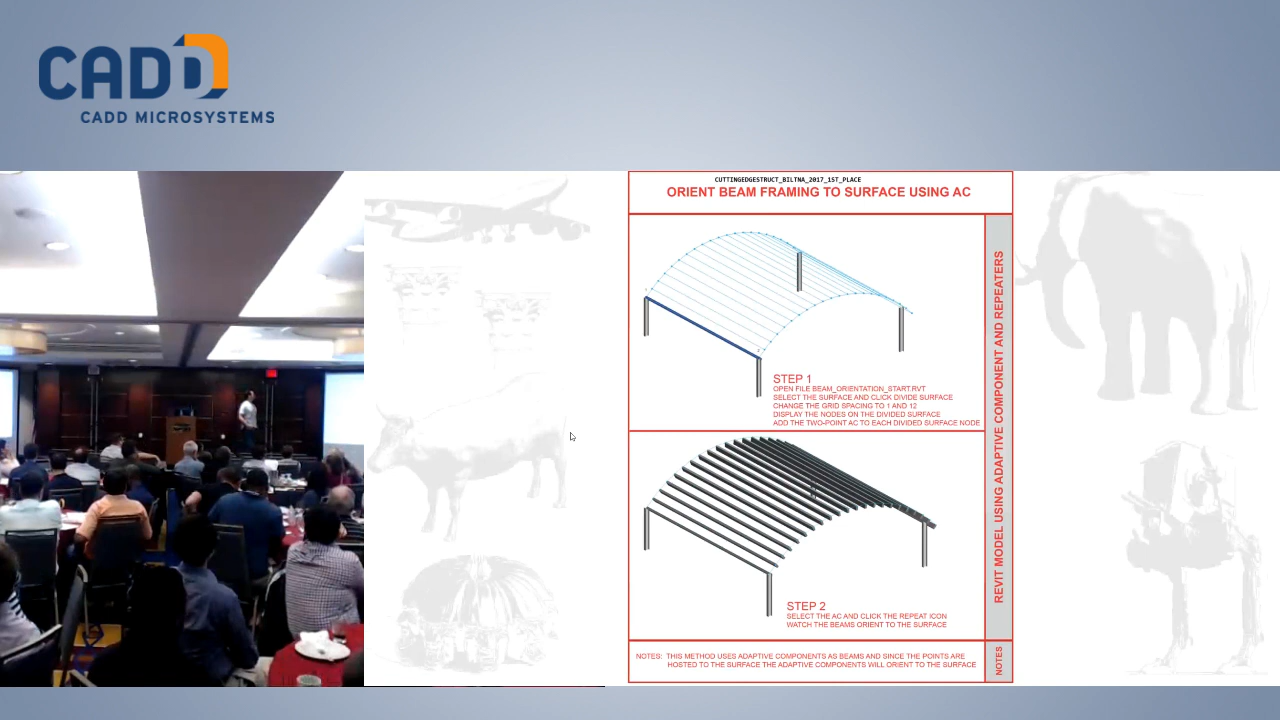 CADD
CADD MICROSYSTEMS
CUTTINGEDGESTRUCT_BILTNA_2017_1ST_PLACE
ORIENT BEAM FRAMING TO SURFACE USING AC
STEP 1
OPEN FILE BEAM_ORIENTATION_START.RVT
SELECT THE SURFACE AND CLICK DIVIDE SURFACE
CHANGE THE GRID SPACING TO 1 AND 12
DISPLAY THE NODES ON THE DIVIDED SURFACE
ADD THE TWO-POINT AC TO EACH DIVIDED SURFACE NODE
REVIT MODEL USING ADAPTIVE COMPONENT AND REPEATERS
STEP 2
SELECT THE AC AND CLICK THE REPEAT ICON
WATCH THE BEAMS ORIENT TO THE SURFACE
NOTES: THIS METHOD USES ADAPTIVE COMPONENTS AS BEAMS AND SINCE THE POINTS ARE
HOSTED TO THE SURFACE THE ADAPTIVE COMPONENTS WILL ORIENT TO THE SURFACE
NOTES